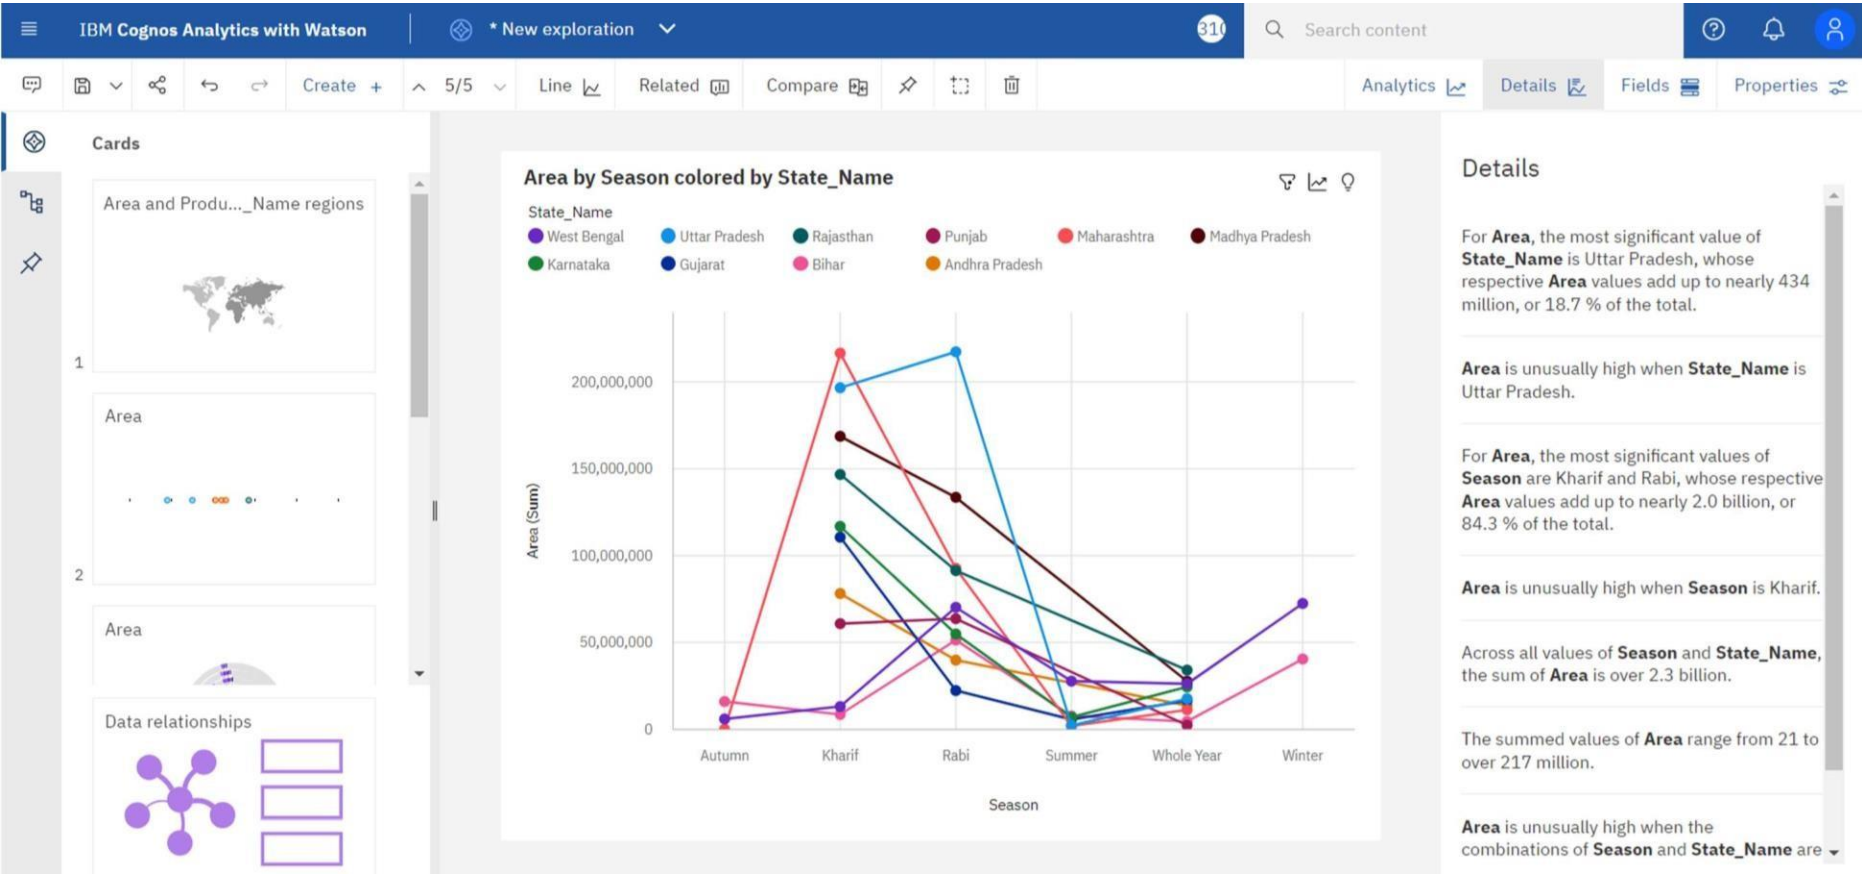 IBM Cognos Analytics with Watson
* New exploration
310
Search content
Create +
5/5
Line
Related
Compare
Analytics
Details
Fields
Properties
Cards
Area and Produ..._Name regions
1
Area
2
Area
Data relationships
Area by Season colored by State_Name
State_Name
West Bengal
Uttar Pradesh
Rajasthan
Punjab
Maharashtra
Madhya Pradesh
Karnataka
Gujarat
Bihar
Andhra Pradesh
Area (Sum)
200,000,000
150,000,000
100,000,000
50,000,000
0
Autumn
Kharif
Rabi
Summer
Whole Year
Winter
Season
Details
For Area, the most significant value of
State_Name is Uttar Pradesh, whose
respective Area values add up to nearly 434
million, or 18.7 % of the total.
Area is unusually high when State_Name is
Uttar Pradesh.
For Area, the most significant values of
Season are Kharif and Rabi, whose respective
Area values add up to nearly 2.0 billion, or
84.3 % of the total.
Area is unusually high when Season is Kharif.
Across all values of Season and State_Name,
the sum of Area is over 2.3 billion.
The summed values of Area range from 21 to
over 217 million.
Area is unusually high when the
combinations of Season and State_Name are